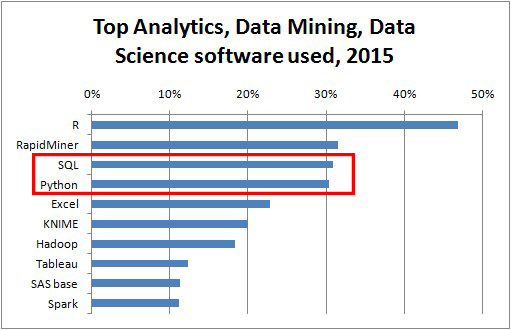 Top Analytics, Data Mining, Data
Science software used, 2015
0% 10% 20% 30% 40% 50%
R
RapidMiner
SQL
Python
Excel
KNIME
Hadoop
Tableau
SAS base
Spark